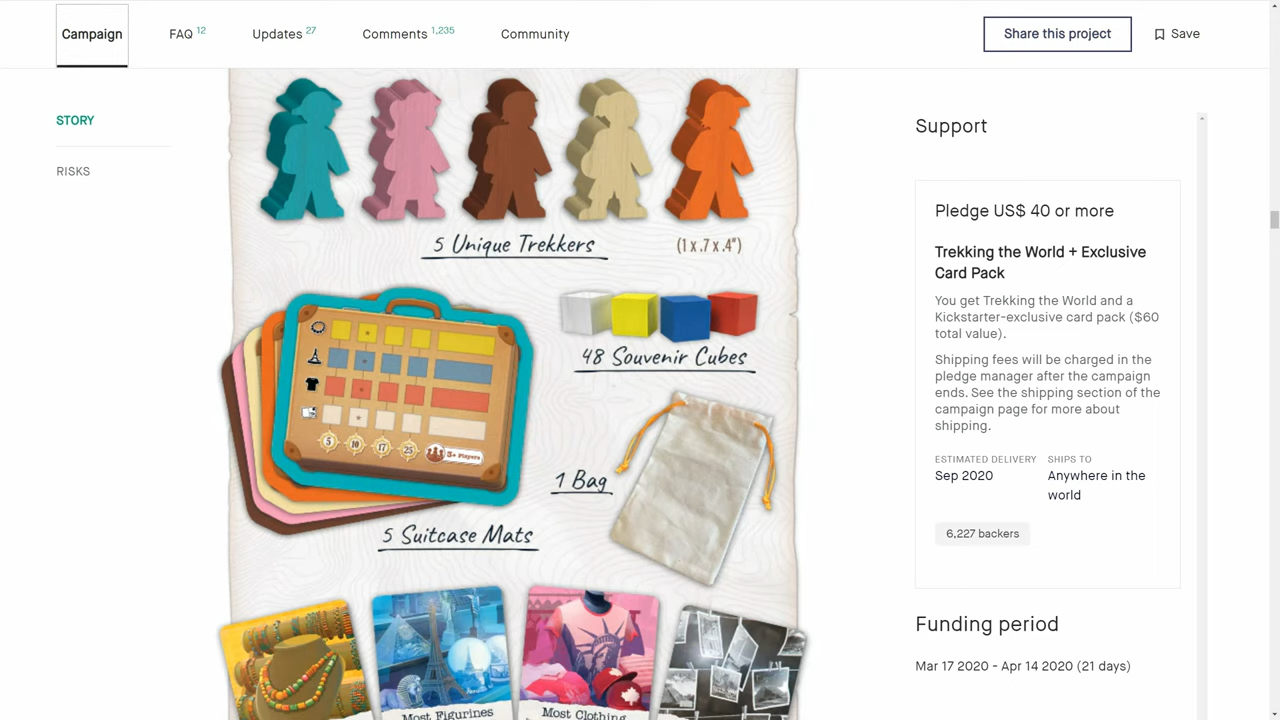 Campaign
FAQ 12
Updates 27
Comments 1,235
Community
Share this project
Save
STORY
RISKS
5 Unique Trekkers
(1 x .7 x .4")
48 Souvenir Cubes
5
10
17
25
3+ Players
1 Bag
5 Suitcase Mats
Most Figurines
Most Clothing
Support
Pledge US$ 40 or more
Trekking the World + Exclusive
Card Pack
You get Trekking the World and a
Kickstarter-exclusive card pack ($60
total value).
Shipping fees will be charged in the
pledge manager after the campaign
ends. See the shipping section of the
campaign page for more about
shipping.
ESTIMATED DELIVERY
Sep 2020
SHIPS TO
Anywhere in the
world
6,227 backers
Funding period
Mar 17 2020 - Apr 14 2020 (21 days)